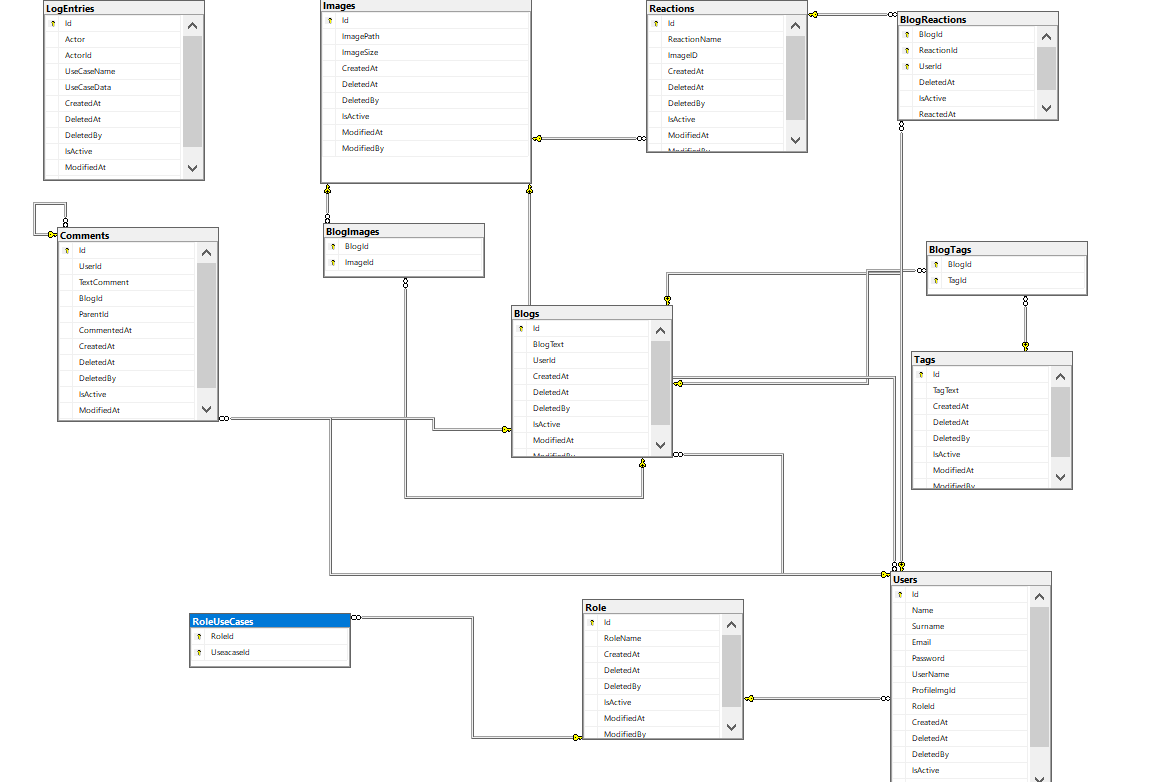 LogEntries
Id
Actor
ActorId
UseCaseName
UseCaseData
CreatedAt
DeletedAt
DeletedBy
IsActive
ModifiedAt
Images
Id
ImagePath
ImageSize
CreatedAt
DeletedAt
DeletedBy
IsActive
ModifiedAt
ModifiedBy
Reactions
Id
ReactionName
ImageID
CreatedAt
DeletedAt
DeletedBy
IsActive
ModifiedAt
ModifiedBy
BlogReactions
BlogId
ReactionId
UserId
DeletedAt
IsActive
ReactedAt
Comments
Id
UserId
TextComment
BlogId
ParentId
CommentedAt
CreatedAt
DeletedAt
DeletedBy
IsActive
ModifiedAt
BlogImages
BlogId
ImageId
BlogTags
BlogId
TagId
Blogs
Id
BlogText
UserId
CreatedAt
DeletedAt
DeletedBy
IsActive
ModifiedAt
ModifiedBy
Tags
Id
TagText
CreatedAt
DeletedAt
DeletedBy
IsActive
ModifiedAt
ModifiedBy
RoleUseCases
RoleId
UseacaseId
Role
Id
RoleName
CreatedAt
DeletedAt
DeletedBy
IsActive
ModifiedAt
ModifiedBy
Users
Id
Name
Surname
Email
Password
UserName
ProfileImgId
RoleId
CreatedAt
DeletedAt
DeletedBy
IsActive